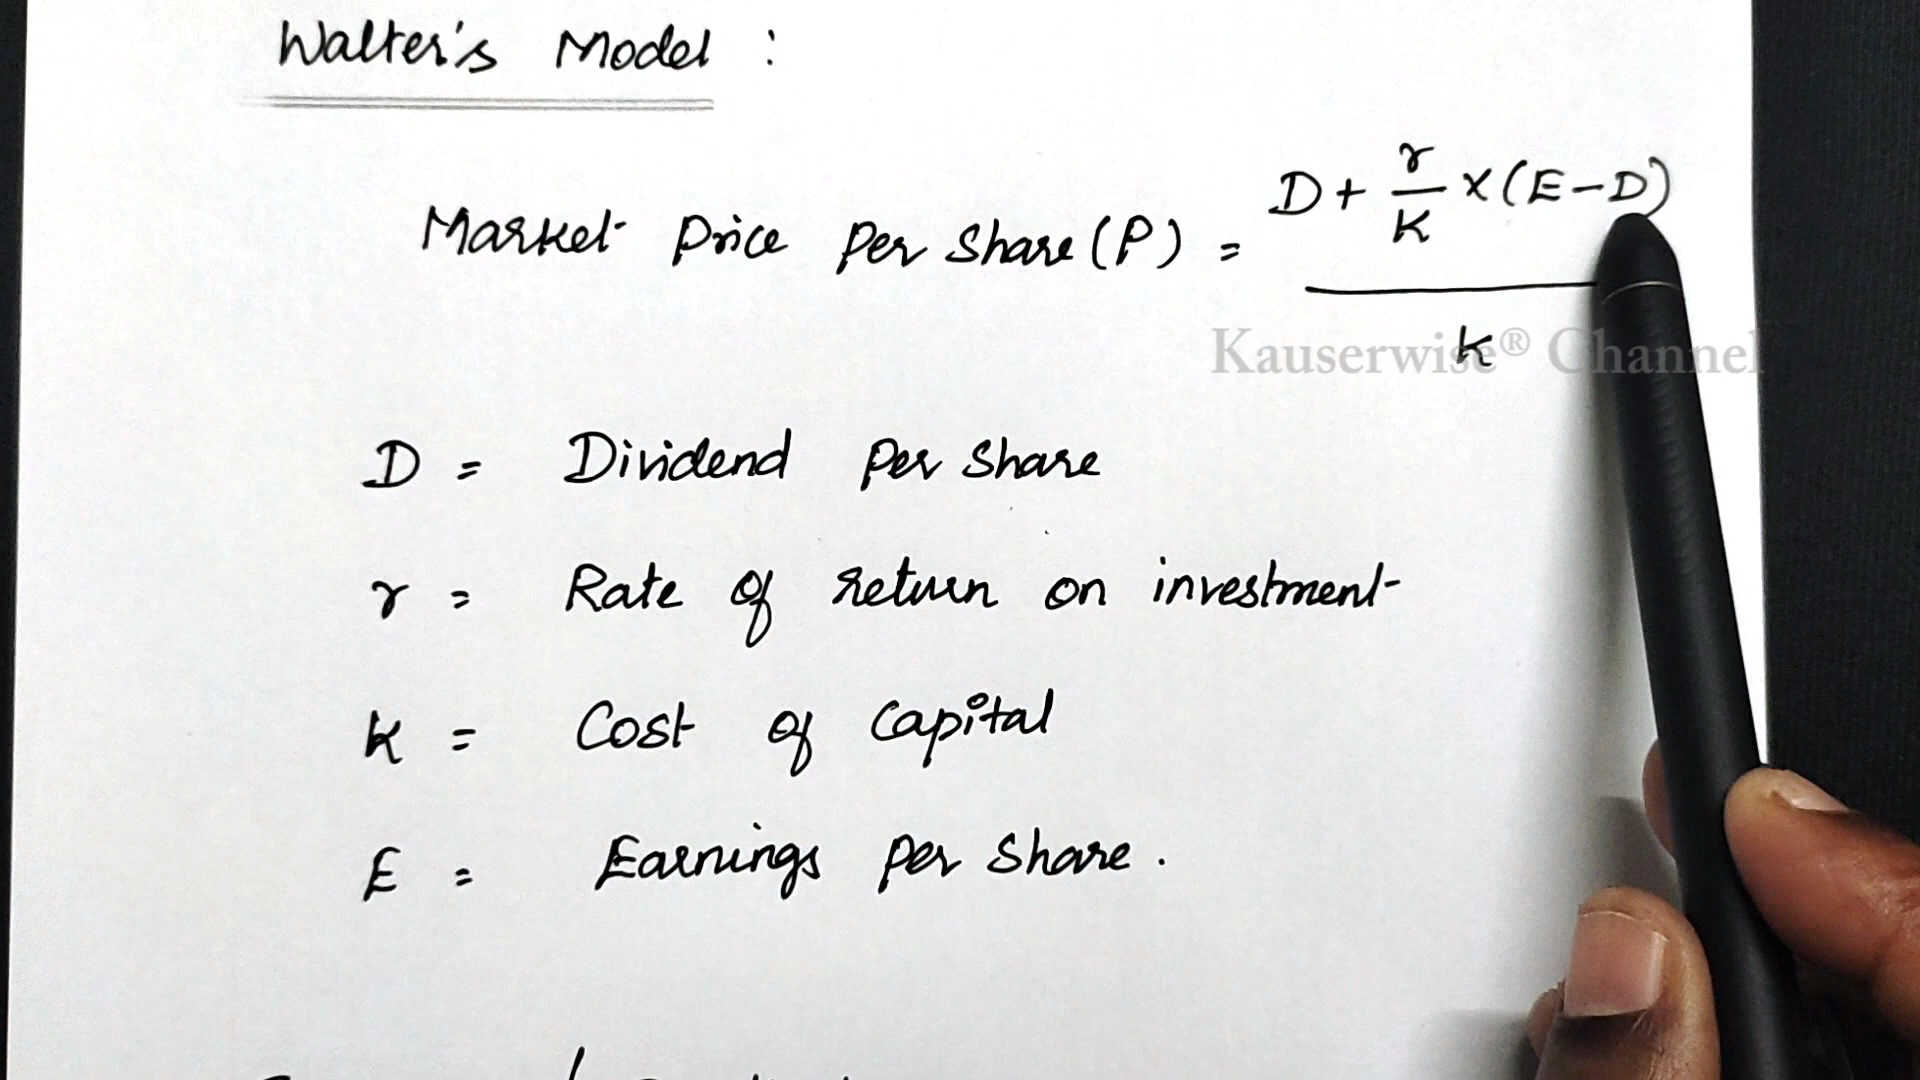 Walter's Model :
Market Price Per Share (P) = D + r/K × (E - D) / K
Kauserwise® Channel
D = Dividend Per Share
r = Rate of return on investment
K = Cost of Capital
E = Earnings Per Share.